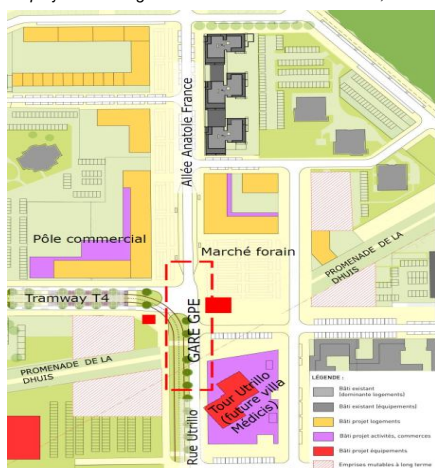 Allée Anatole France
Pôle commercial
Marché forain
PROMENADE DE LA
DHUIS
Tramway T4
GARE GPE
PROMENADE DE LA
DHUIS
Tour Utrillo
(future villa
Médicis)
Rue Utrillo
LÉGENDE :
Bâti existant
(dominante logements)
Bâti existant (équipements)
Bâti projet logements
Bâti projet activités, commerces
Bâti projet équipements
Emprises mutables à long terme